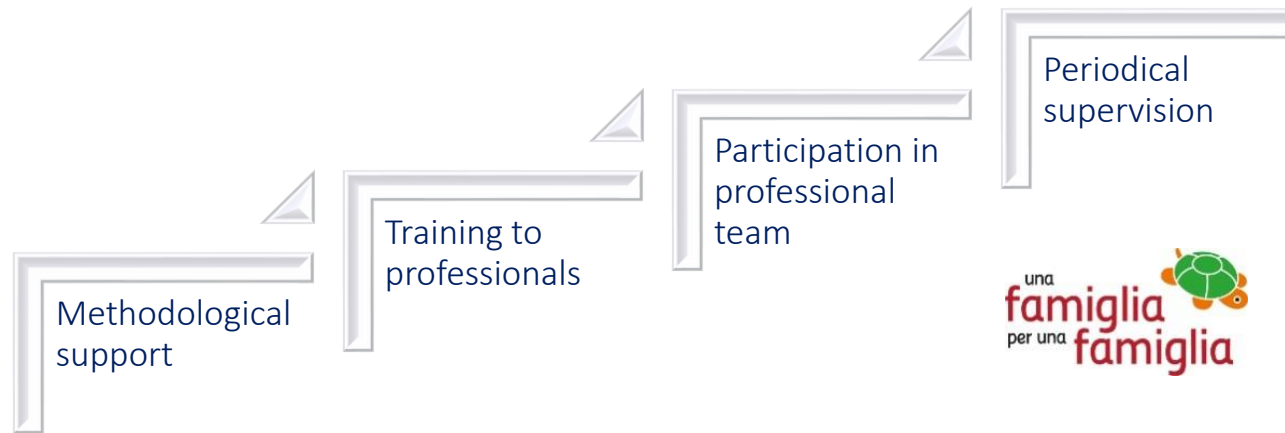 Methodological
support
Training to
professionals
Participation in
professional
team
Periodical
supervision
una
famiglia
per una famiglia